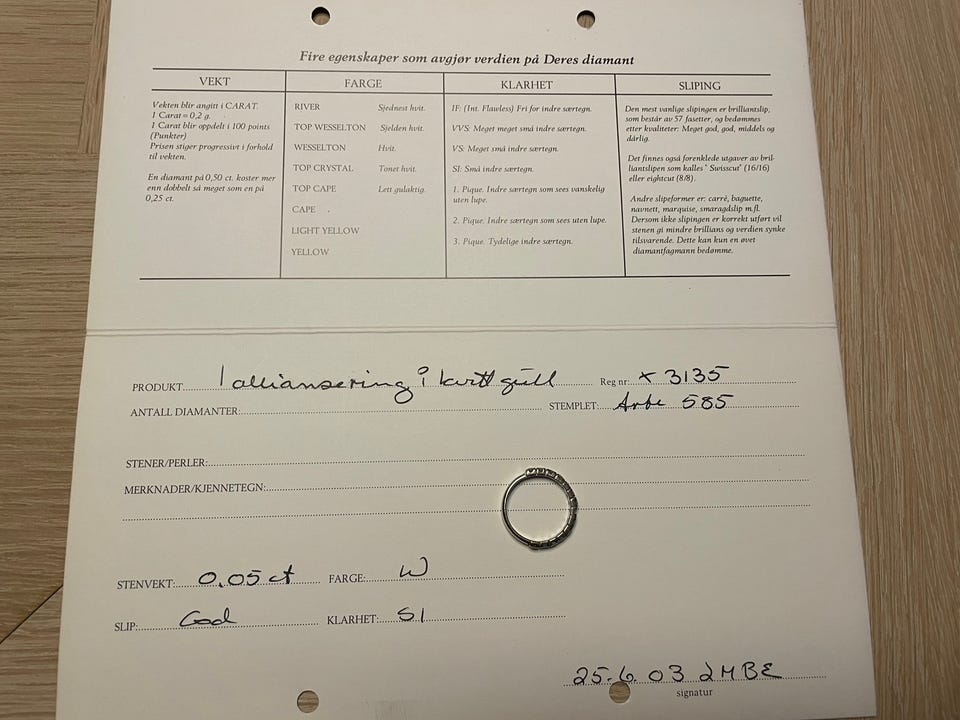 Fire egenskaper som avgjør verdien på Deres diamant
VEKT
Vekten blir angitt i CARAT.
1 Carat = 0,2 g.
1 Carat blir oppdelt i 100 points
(Punkter)
Prisen stiger progressivt i forhold
til vekten.
En diamant på 0,50 ct. koster mer
enn dobbelt så meget som en på
0,25 ct.
FARGE
RIVER Sjednest hvit.
TOP WESSELTON Sjelden hvit.
WESSELTON Hvit.
TOP CRYSTAL Tonet hvit.
TOP CAPE Lett gulaktig.
CAPE
LIGHT YELLOW
YELLOW
KLARHET
IF: (Int. Flawless) Fri for indre særtegn.
VVS: Meget meget små indre særtegn.
VS: Meget små indre særtegn.
SI: Små indre særtegn.
1. Pique. Indre særtegn som sees vanskelig
uten lupe.
2. Pique. Indre særtegn som sees uten lupe.
3. Pique. Tydelige indre særtegn.
SLIPING
Den mest vanlige slipingen er brilliantslip,
som består av 57 fasetter, og bedømmes
etter kvaliteter: Meget god, god, middels og
dårlig.
Det finnes også forenklede utgaver av bril-
liantslipen som kalles " Swisscut" (16/16)
eller eightcut (8/8).
Andre slipeformer er: carré, baguette,
navnett, marquise, smaragdslip m.fl.
Dersom ikke slipingen er korrekt utført vil
stenen gi mindre brillians og verdien synke
tilsvarende. Dette kan kun en øvet
diamantfagmann bedømme.
PRODUKT 1 alliansering i hvitt gull Reg nr: x 3135
ANTALL DIAMANTER: STEMPLET: Arbe 585
STENER/PERLER:
MERKNADER/KJENNETEGN:
STENVEKT: 0,05 ct FARGE: W
SLIP: God KLARHET: SI
25.6.03 LMBE
signatur